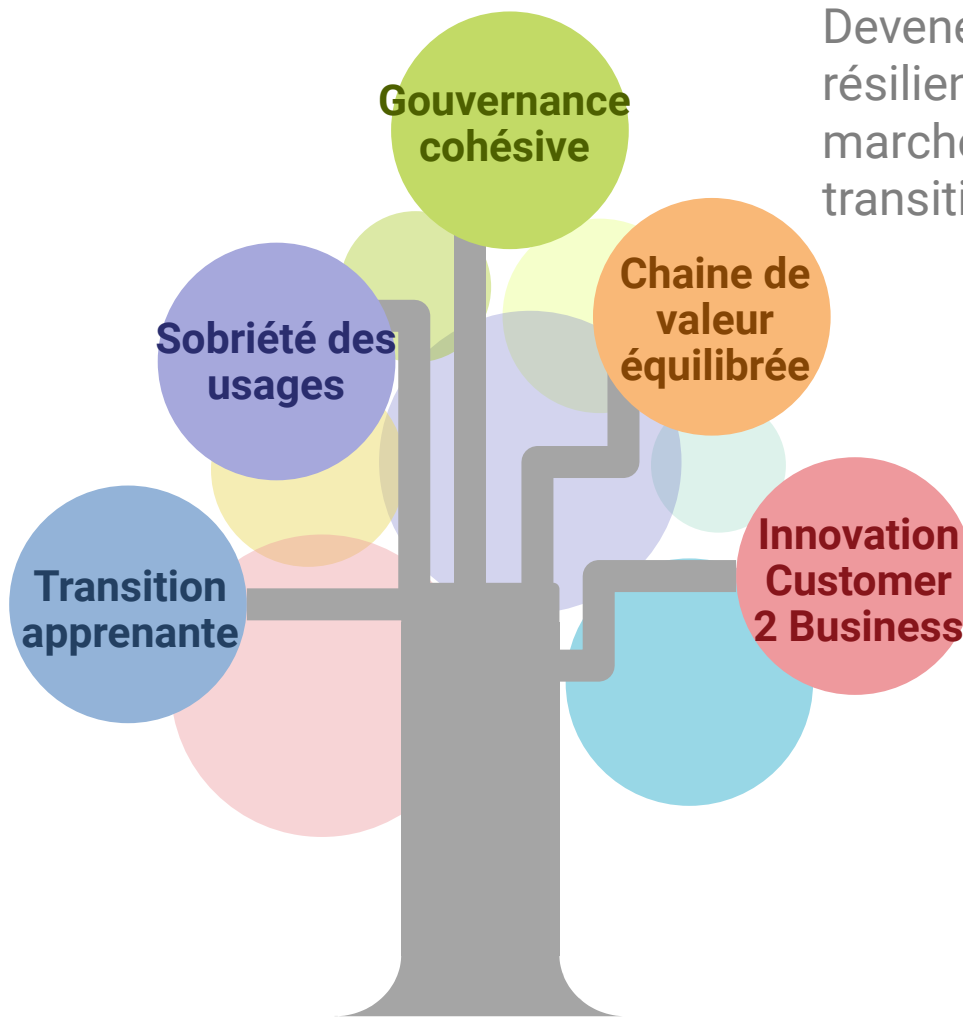 Gouvernance
cohésive
Chaine de
valeur
équilibrée
Sobriété des
usages
Innovation
Customer
2 Business
Transition
apprenante